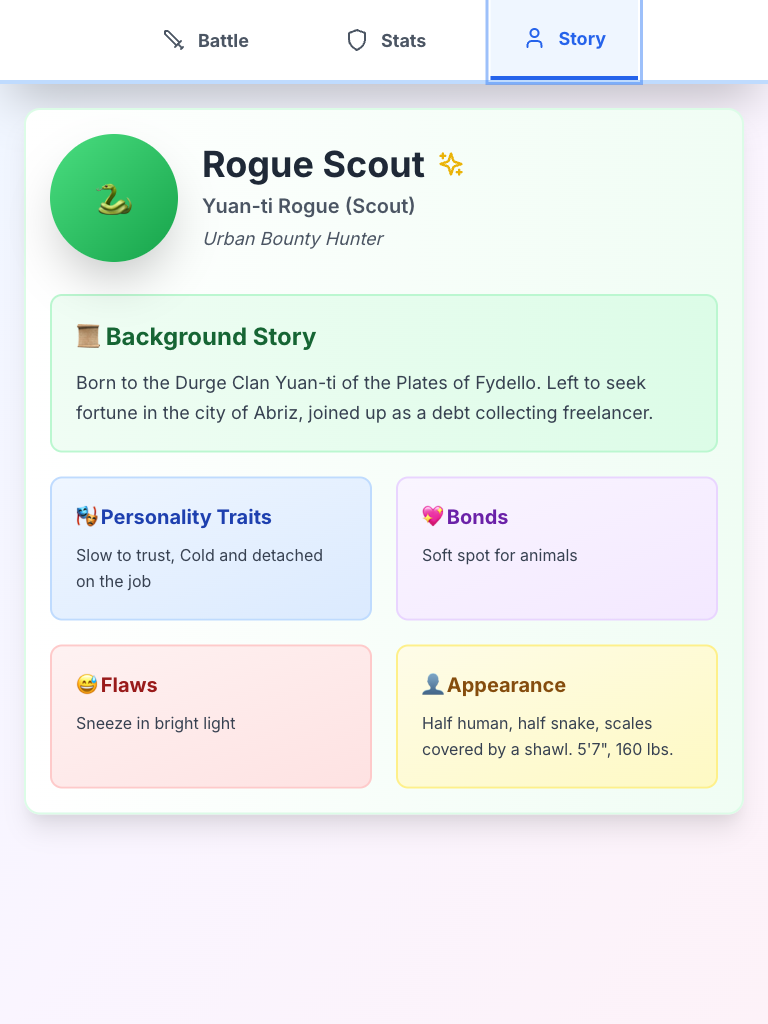 Battle
Stats
Story
Rogue Scout
Yuan-ti Rogue (Scout)
Urban Bounty Hunter
Background Story
Born to the Durge Clan Yuan-ti of the Plates of Fydello. Left to seek
fortune in the city of Abriz, joined up as a debt collecting freelancer.
Personality Traits
Slow to trust, Cold and detached
on the job
Bonds
Soft spot for animals
Flaws
Sneeze in bright light
Appearance
Half human, half snake, scales
covered by a shawl. 5'7", 160 lbs.